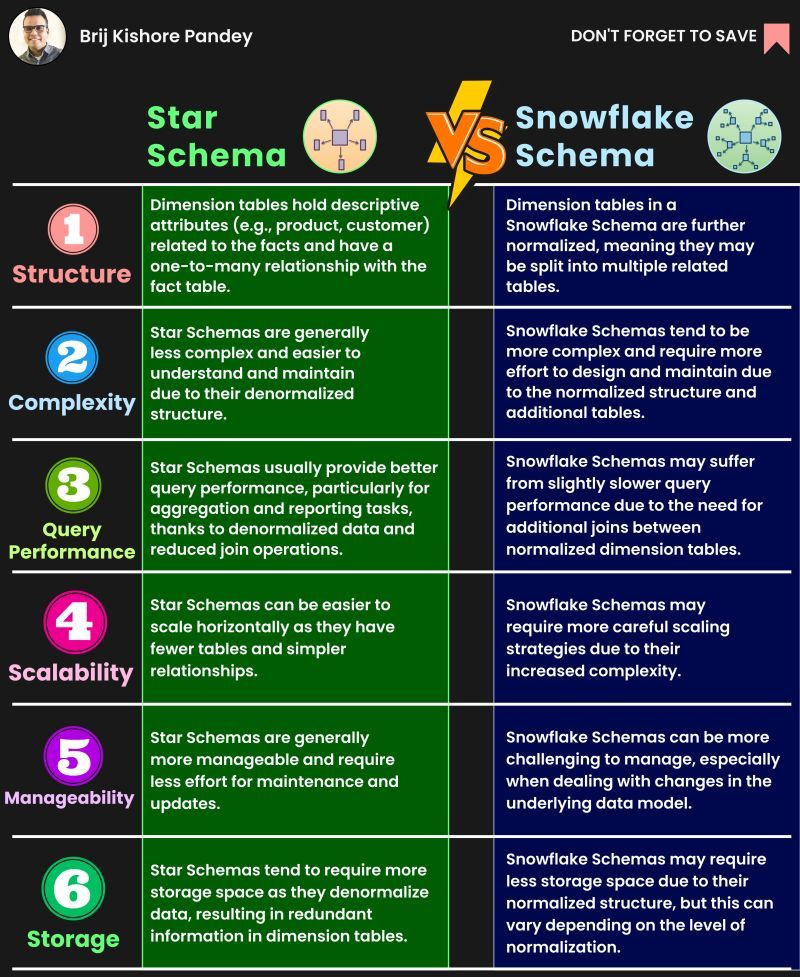 Brij Kishore Pandey
DON'T FORGET TO SAVE
Star
Schema
VS
Snowflake
Schema
1
Structure
Dimension tables hold descriptive
attributes (e.g., product, customer)
related to the facts and have a
one-to-many relationship with the
fact table.
Dimension tables in a
Snowflake Schema are further
normalized, meaning they may
be split into multiple related
tables.
2
Complexity
Star Schemas are generally
less complex and easier to
understand and maintain
due to their denormalized
structure.
Snowflake Schemas tend to be
more complex and require more
effort to design and maintain due
to the normalized structure and
additional tables.
3
Query
Performance
Star Schemas usually provide better
query performance, particularly for
aggregation and reporting tasks,
thanks to denormalized data and
reduced join operations.
Snowflake Schemas may suffer
from slightly slower query
performance due to the need for
additional joins between
normalized dimension tables.
4
Scalability
Star Schemas can be easier to
scale horizontally as they have
fewer tables and simpler
relationships.
Snowflake Schemas may
require more careful scaling
strategies due to their
increased complexity.
5
Manageability
Star Schemas are generally
more manageable and require
less effort for maintenance and
updates.
Snowflake Schemas can be more
challenging to manage, especially
when dealing with changes in the
underlying data model.
6
Storage
Star Schemas tend to require more
storage space as they denormalize
data, resulting in redundant
information in dimension tables.
Snowflake Schemas may require
less storage space due to their
normalized structure, but this can
vary depending on the level of
normalization.